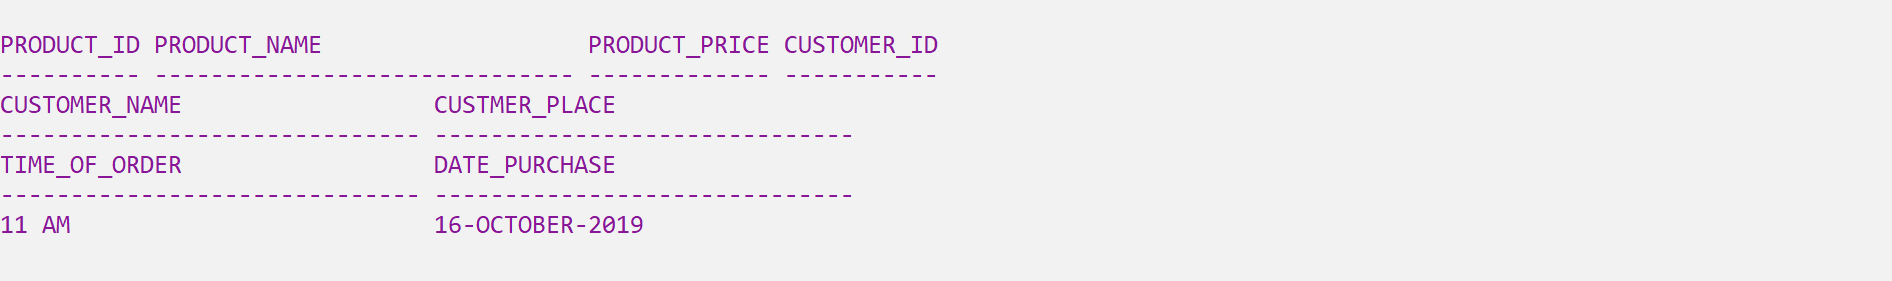 PRODUCT_ID PRODUCT_NAME                   PRODUCT_PRICE CUSTOMER_ID
---------- ------------------------------ ------------- -----------
CUSTOMER_NAME                  CUSTMER_PLACE
------------------------------ ------------------------------
TIME_OF_ORDER                  DATE_PURCHASE
------------------------------ ------------------------------
11 AM                          16-OCTOBER-2019